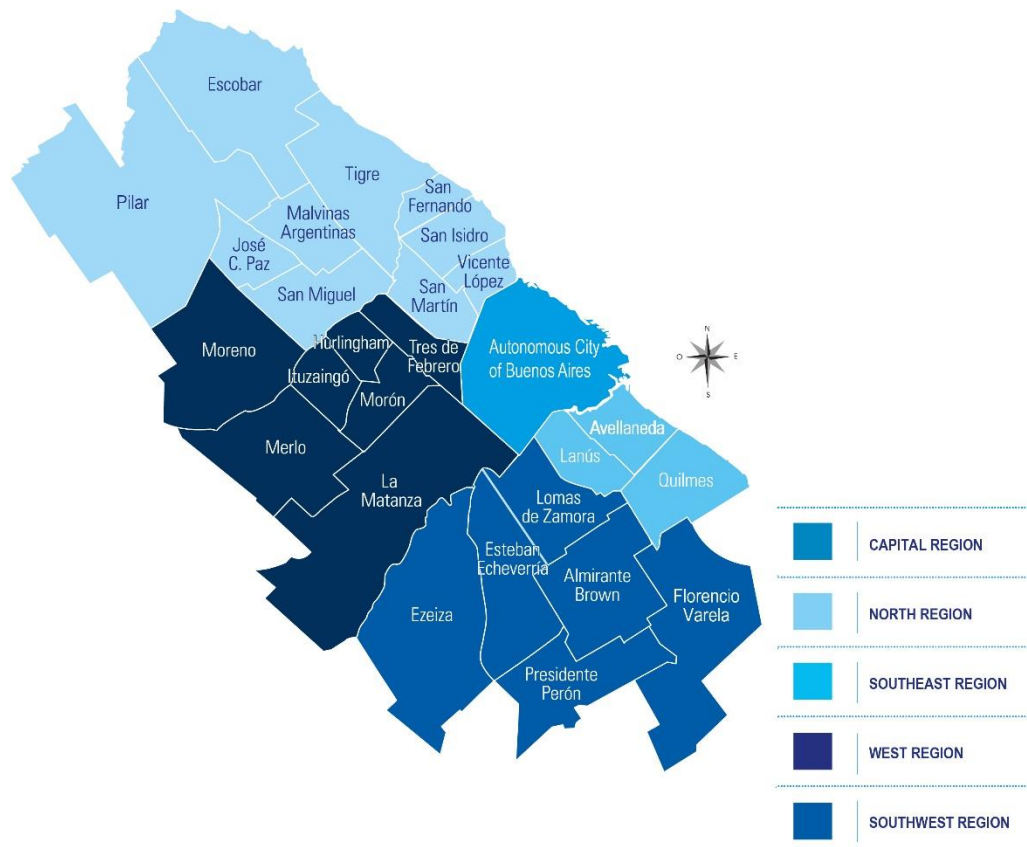 Escobar
Pilar
Tigre
San
Fernando
Malvinas
Argentinas
San Isidro
José
C. Paz
Vicente
López
San Miguel
San
Martín
Moreno
Hurlingham
Tres de
Febrero
Autonomous City
of Buenos Aires
N
O
E
S
Ituzaingó
Morón
Merlo
Avellaneda
Lanús
La
Matanza
Quilmes
Lomas
de Zamora
Esteban
Echeverría
Almirante
Brown
Florencio
Varela
Ezeiza
Presidente
Perón
CAPITAL REGION
NORTH REGION
SOUTHEAST REGION
WEST REGION
SOUTHWEST REGION